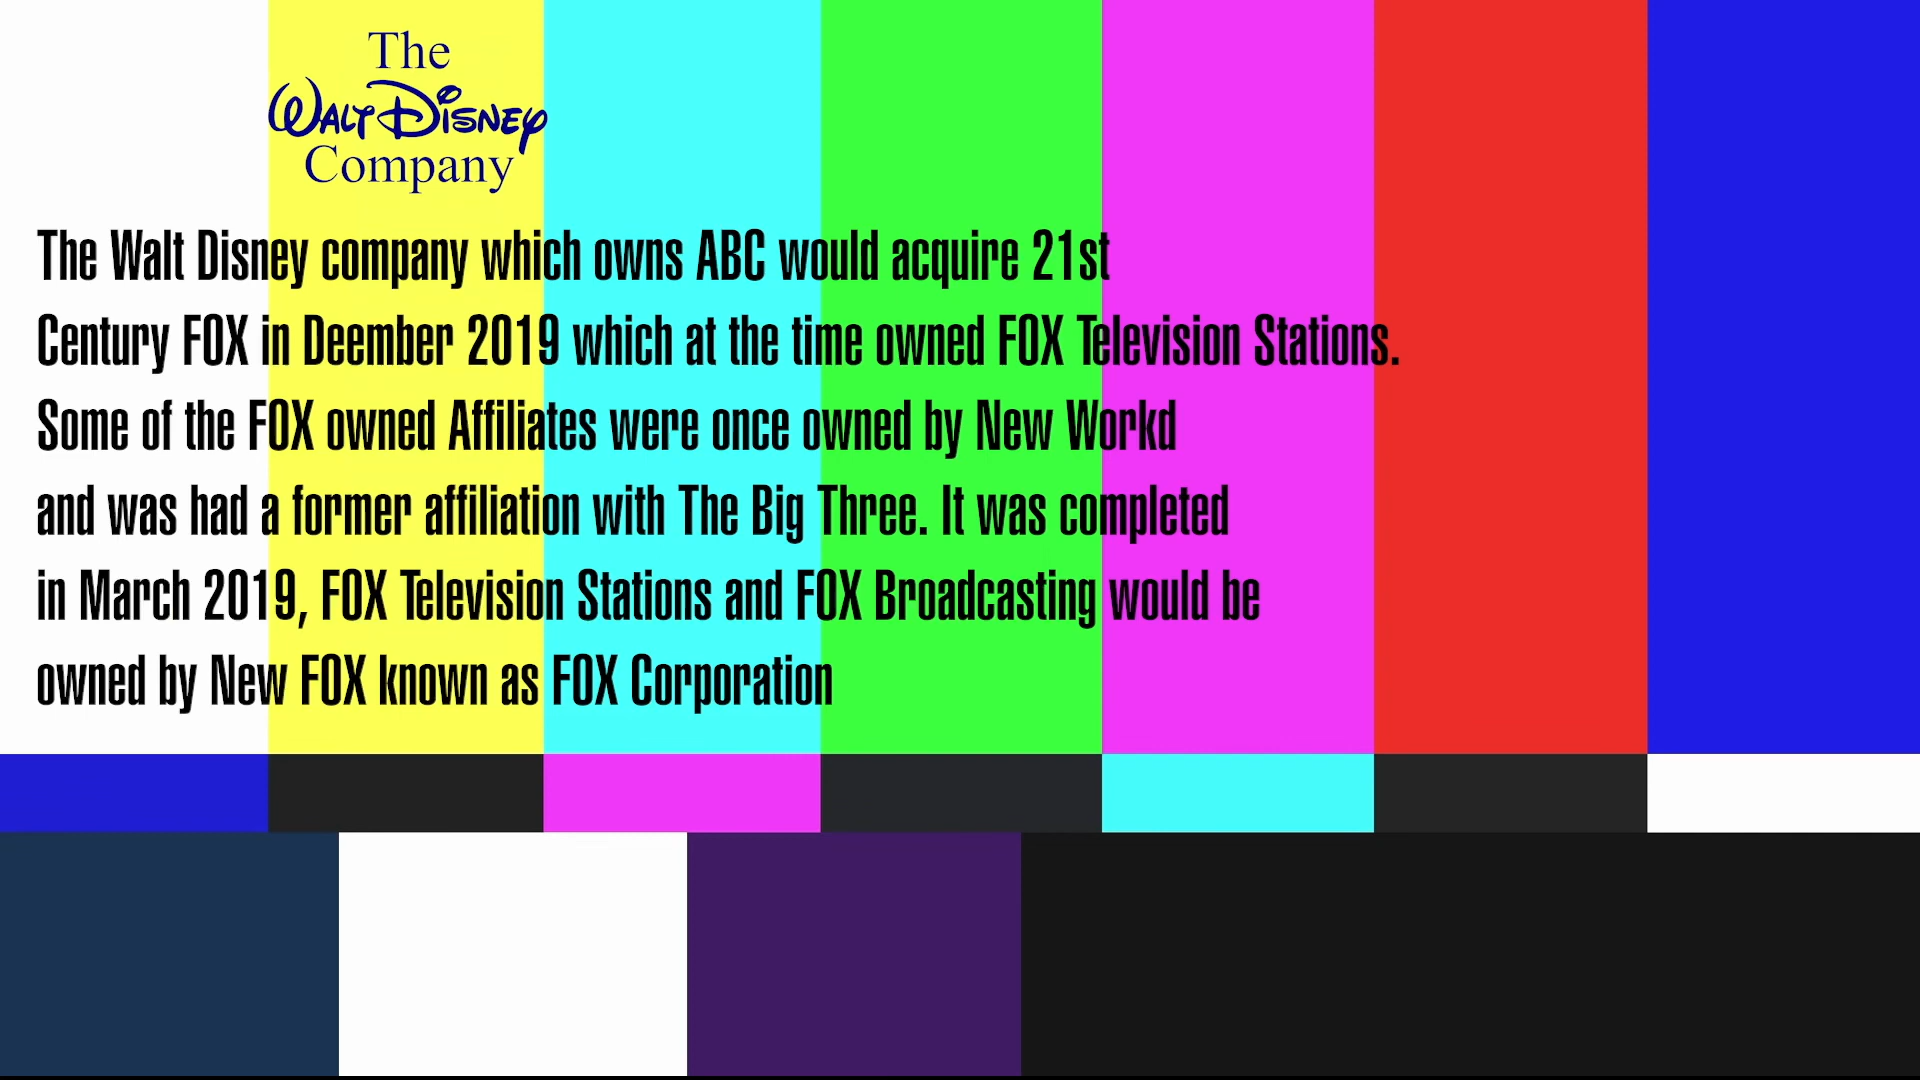 The
Walt Disney
Company
The Walt Disney company which owns ABC would acquire 21st
Century FOX in Deember 2019 which at the time owned FOX Television Stations.
Some of the FOX owned Affiliates were once owned by New Workd
and was had a former affiliation with The Big Three. It was completed
in March 2019, FOX Television Stations and FOX Broadcasting would be
owned by New FOX known as FOX Corporation